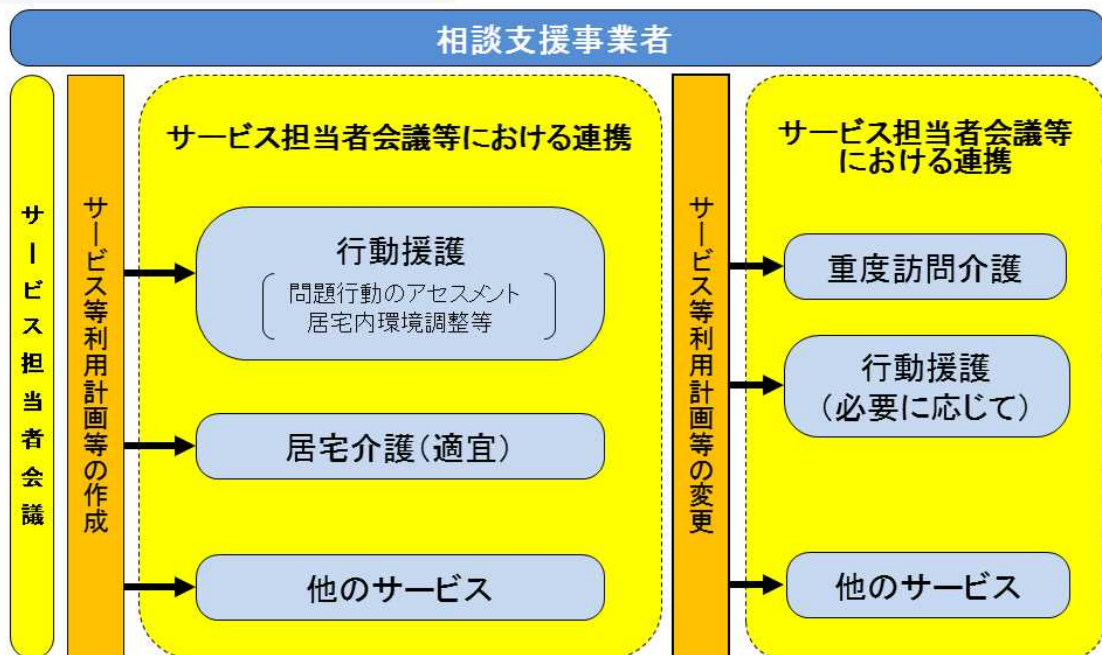 相談支援事業者
サービス担当者会議
サービス等利用計画等の作成
サービス担当者会議等における連携
行動援護
問題行動のアセスメント
居宅内環境調整等
居宅介護(適宜)
他のサービス
サービス等利用計画等の変更
サービス担当者会議等
における連携
重度訪問介護
行動援護
(必要に応じて)
他のサービス